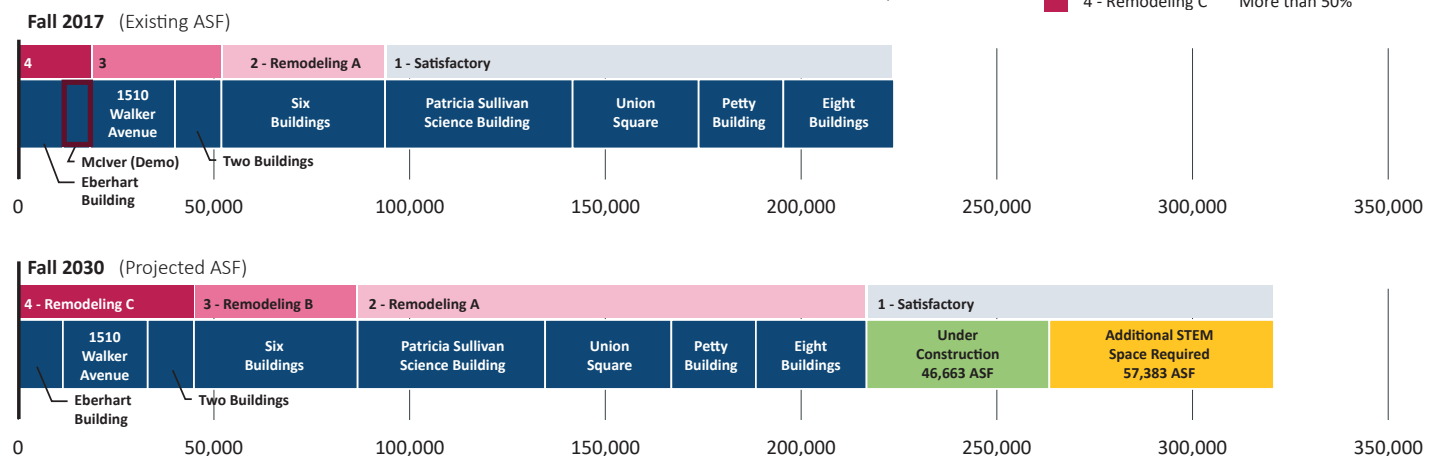 4 - Remodeling C More than 50%
Fall 2017 (Existing ASF)
4
3
2 - Remodeling A
1 - Satisfactory
1510
Walker
Avenue
Six
Buildings
Patricia Sullivan
Science Building
Union
Square
Petty
Building
Eight
Buildings
McIver (Demo)
Two Buildings
Eberhart
Building
0 50,000 100,000 150,000 200,000 250,000 300,000 350,000
Fall 2030 (Projected ASF)
4 - Remodeling C
3 - Remodeling B
2 - Remodeling A
1 - Satisfactory
1510
Walker
Avenue
Six
Buildings
Patricia Sullivan
Science Building
Union
Square
Petty
Building
Eight
Buildings
Under
Construction
46,663 ASF
Additional STEM
Space Required
57,383 ASF
Eberhart
Building
Two Buildings
0 50,000 100,000 150,000 200,000 250,000 300,000 350,000